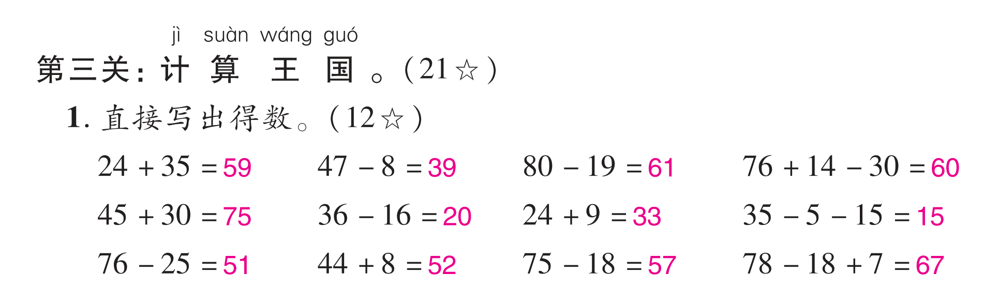 jì suàn wáng guó
第三关：计算王国。（21☆）
1. 直接写出得数。（12☆）
24 + 35 = 59 47 − 8 = 39 80 − 19 = 61 76 + 14 − 30 = 60
45 + 30 = 75 36 − 16 = 20 24 + 9 = 33 35 − 5 − 15 = 15
76 − 25 = 51 44 + 8 = 52 75 − 18 = 57 78 − 18 + 7 = 67